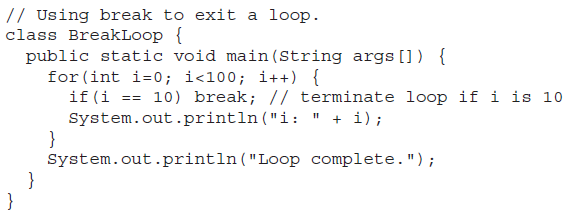 // Using break to exit a loop.
class BreakLoop {
  public static void main(String args[]) {
    for(int i=0; i<100; i++) {
      if(i == 10) break; // terminate loop if i is 10
      System.out.println("i: " + i);
    }
    System.out.println("Loop complete.");
  }
}